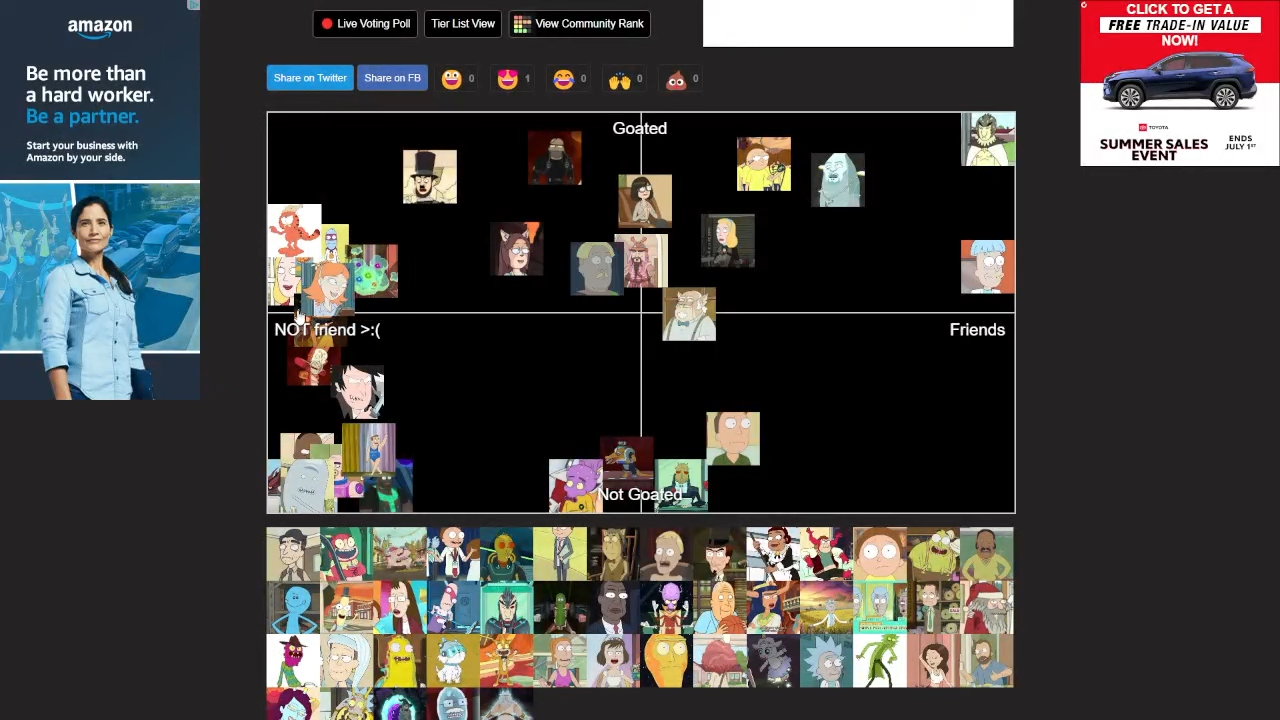 amazon
Be more than
a hard worker.
Be a partner.
Start your business with
Amazon by your side.
Live Voting Poll
Tier List View
View Community Rank
CLICK TO GET A
FREE TRADE-IN VALUE
NOW!
TOYOTA
SUMMER SALES
EVENT
ENDS
JULY 1ST
Share on Twitter
Share on FB
0
1
0
0
0
Goated
NOT friend >:(
Friends
Not Goated